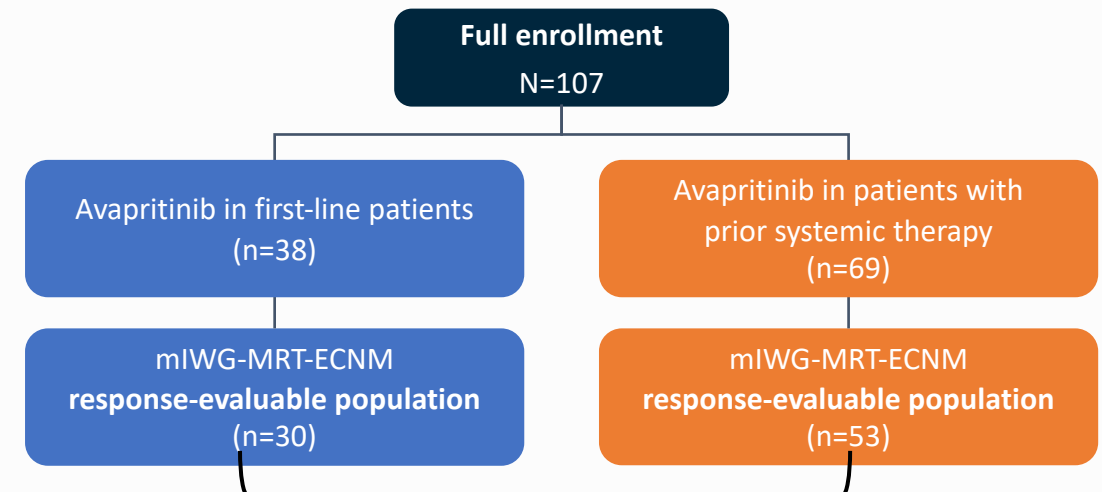 Full enrollment
N=107
Avapritinib in first-line patients
(n=38)
Avapritinib in patients with
prior systemic therapy
(n=69)
mIWG-MRT-ECNM
response-evaluable population
(n=30)
mIWG-MRT-ECNM
response-evaluable population
(n=53)